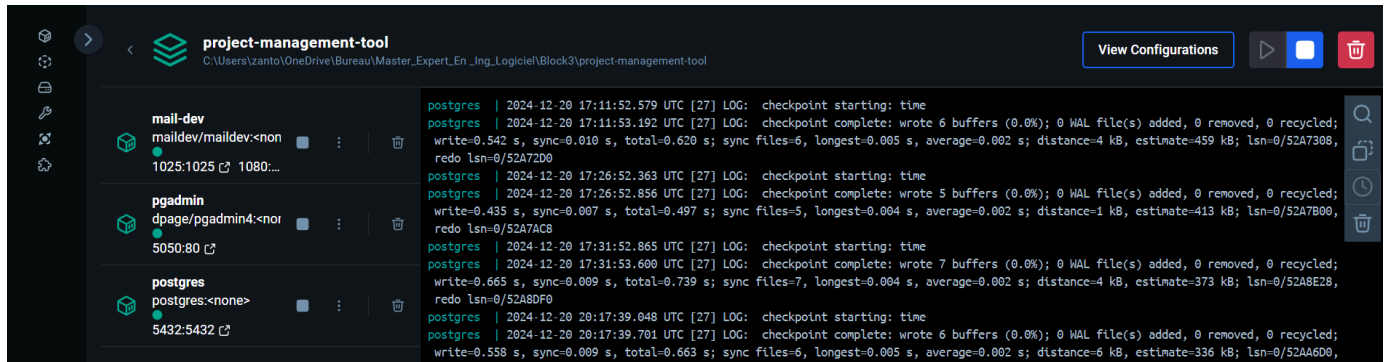 project-management-tool
C:\Users\zanto\OneDrive\Bureau\Master_Expert_En _Ing_Logiciel\Block3\project-management-tool
View Configurations
mail-dev
maildev/maildev:<non
1025:1025 1080:...
pgadmin
dpage/pgadmin4:<nor
5050:80
postgres
postgres:<none>
5432:5432
postgres | 2024-12-20 17:11:52.579 UTC [27] LOG: checkpoint starting: time
postgres | 2024-12-20 17:11:53.192 UTC [27] LOG: checkpoint complete: wrote 6 buffers (0.0%); 0 WAL file(s) added, 0 removed, 0 recycled;
write=0.542 s, sync=0.010 s, total=0.620 s; sync files=6, longest=0.005 s, average=0.002 s; distance=4 kB, estimate=459 kB; lsn=0/52A7308,
redo lsn=0/52A72D0
postgres | 2024-12-20 17:26:52.363 UTC [27] LOG: checkpoint starting: time
postgres | 2024-12-20 17:26:52.856 UTC [27] LOG: checkpoint complete: wrote 5 buffers (0.0%); 0 WAL file(s) added, 0 removed, 0 recycled;
write=0.435 s, sync=0.007 s, total=0.497 s; sync files=5, longest=0.004 s, average=0.002 s; distance=1 kB, estimate=413 kB; lsn=0/52A7B00,
redo lsn=0/52A7AC8
postgres | 2024-12-20 17:31:52.865 UTC [27] LOG: checkpoint starting: time
postgres | 2024-12-20 17:31:53.600 UTC [27] LOG: checkpoint complete: wrote 7 buffers (0.0%); 0 WAL file(s) added, 0 removed, 0 recycled;
write=0.665 s, sync=0.009 s, total=0.739 s; sync files=7, longest=0.004 s, average=0.002 s; distance=4 kB, estimate=373 kB; lsn=0/52A8E28,
redo lsn=0/52A8DF0
postgres | 2024-12-20 20:17:39.048 UTC [27] LOG: checkpoint starting: time
postgres | 2024-12-20 20:17:39.701 UTC [27] LOG: checkpoint complete: wrote 6 buffers (0.0%); 0 WAL file(s) added, 0 removed, 0 recycled;
write=0.558 s, sync=0.009 s, total=0.663 s; sync files=6, longest=0.005 s, average=0.002 s; distance=6 kB, estimate=336 kB; lsn=0/52AA6D0,